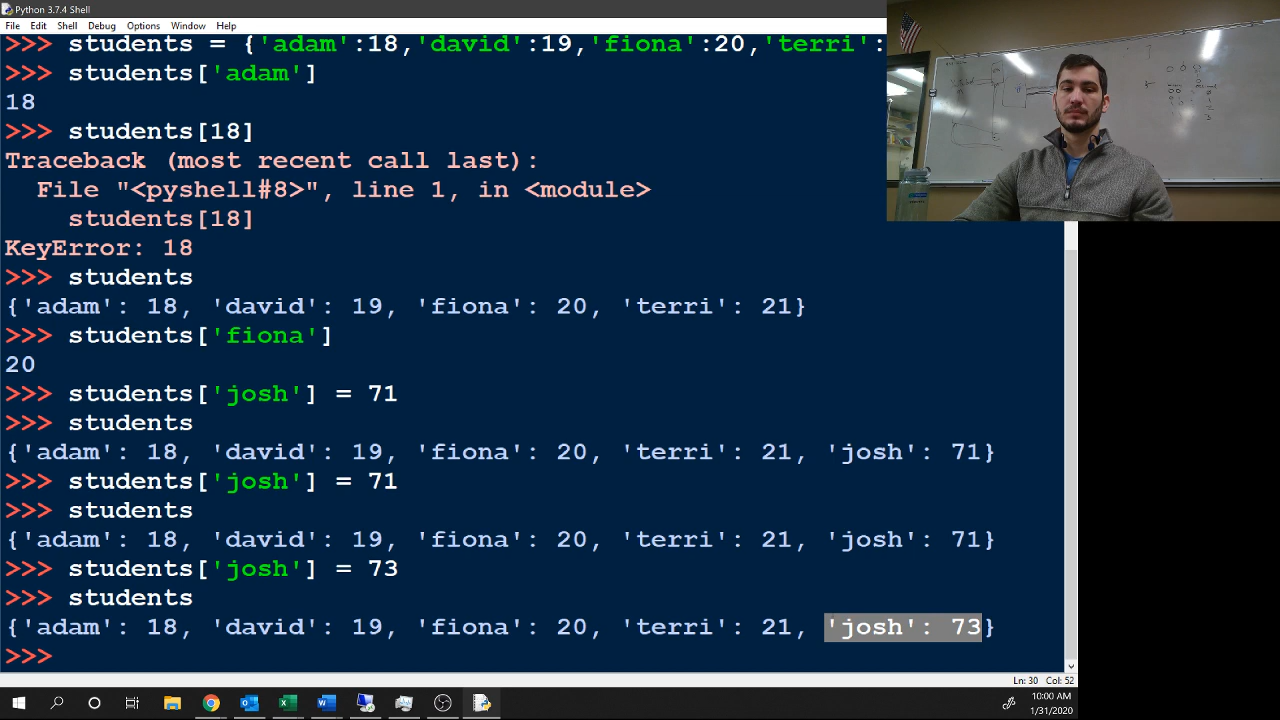 Python 3.7.4 Shell
File Edit Shell Debug Options Window Help
>>> students = {'adam':18,'david':19,'fiona':20,'terri':
>>> students['adam']
18
>>> students[18]
Traceback (most recent call last):
  File "<pyshell#8>", line 1, in <module>
    students[18]
KeyError: 18
>>> students
{'adam': 18, 'david': 19, 'fiona': 20, 'terri': 21}
>>> students['fiona']
20
>>> students['josh'] = 71
>>> students
{'adam': 18, 'david': 19, 'fiona': 20, 'terri': 21, 'josh': 71}
>>> students['josh'] = 71
>>> students
{'adam': 18, 'david': 19, 'fiona': 20, 'terri': 21, 'josh': 71}
>>> students['josh'] = 73
>>> students
{'adam': 18, 'david': 19, 'fiona': 20, 'terri': 21, 'josh': 73}
>>>
Ln: 30 Col: 52
10:00 AM
1/31/2020